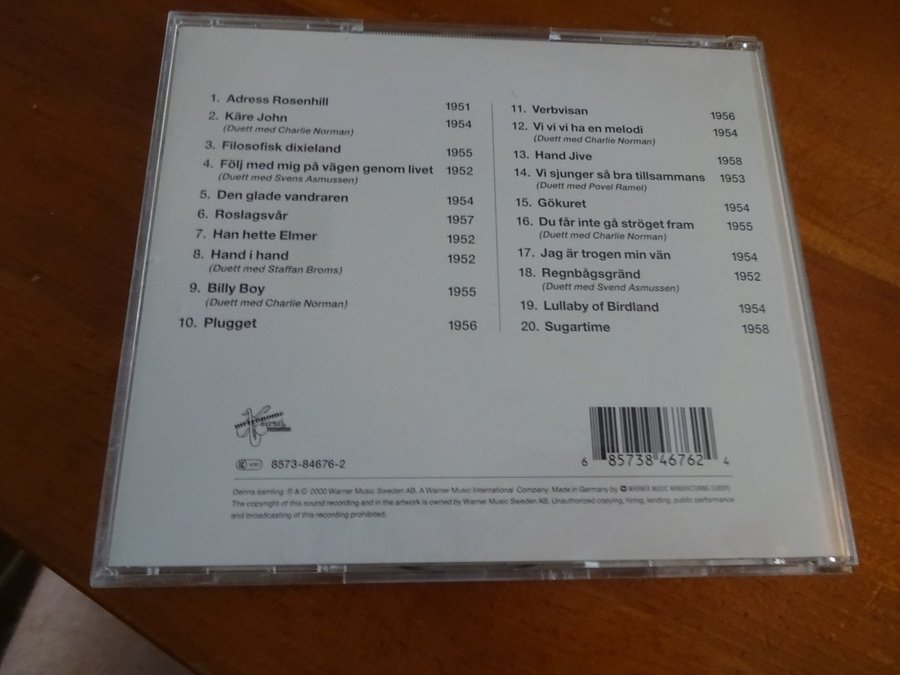 1. Adress Rosenhill 1951
2. Käre John 1954
(Duett med Charlie Norman)
3. Filosofisk dixieland 1955
4. Följ med mig på vägen genom livet 1952
(Duett med Svens Asmussen)
5. Den glade vandraren 1954
6. Roslagsvår 1957
7. Han hette Elmer 1952
8. Hand i hand 1952
(Duett med Staffan Broms)
9. Billy Boy 1955
(Duett med Charlie Norman)
10. Plugget 1956
11. Verbvisan 1956
12. Vi vi vi ha en melodi 1954
(Duett med Charlie Norman)
13. Hand Jive 1958
14. Vi sjunger så bra tillsammans 1953
(Duett med Povel Ramel)
15. Gökuret 1954
16. Du får inte gå ströget fram 1955
(Duett med Charlie Norman)
17. Jag är trogen min vän 1954
18. Regnbågsgränd 1952
(Duett med Svend Asmussen)
19. Lullaby of Birdland 1954
20. Sugartime 1958
metronome
records
8573-84676-2
6 85738 46762 4
Denna samling ℗ & © 2000 Warner Music Sweden AB. A Warner Music International Company. Made in Germany by WARNER MUSIC MANUFACTURING EUROPE
The copyright of this sound recording and in the artwork is owned by Warner Music Sweden AB. Unauthorized copying, hiring, lending, public performance
and broadcasting of this recording prohibited.